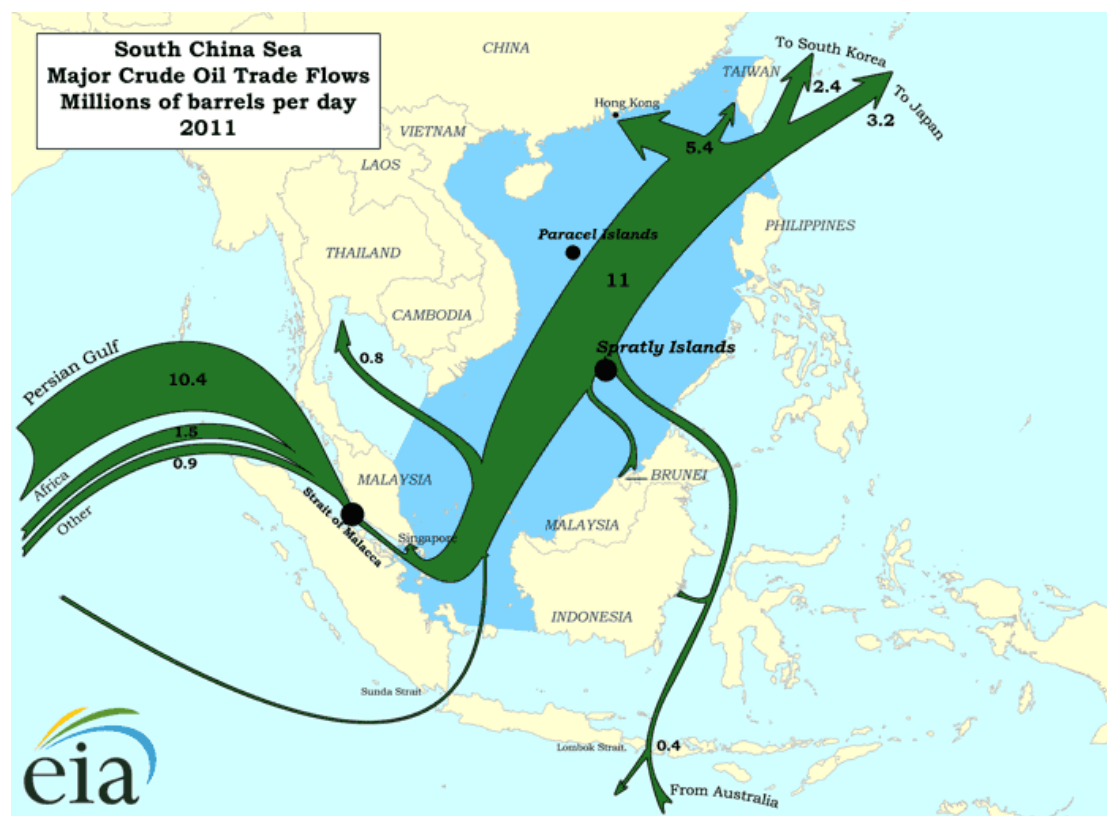 South China Sea
Major Crude Oil Trade Flows
Millions of barrels per day
2011
CHINA
To South Korea
TAIWAN
2.4
To Japan
3.2
Hong Kong
5.4
VIETNAM
LAOS
Paracel Islands
PHILIPPINES
THAILAND
11
CAMBODIA
Spratly Islands
0.8
Persian Gulf
10.4
1.5
0.9
Africa
Other
MALAYSIA
BRUNEI
Strait of Malacca
Singapore
MALAYSIA
INDONESIA
Sunda Strait
Lombok Strait.
0.4
From Australia
eia